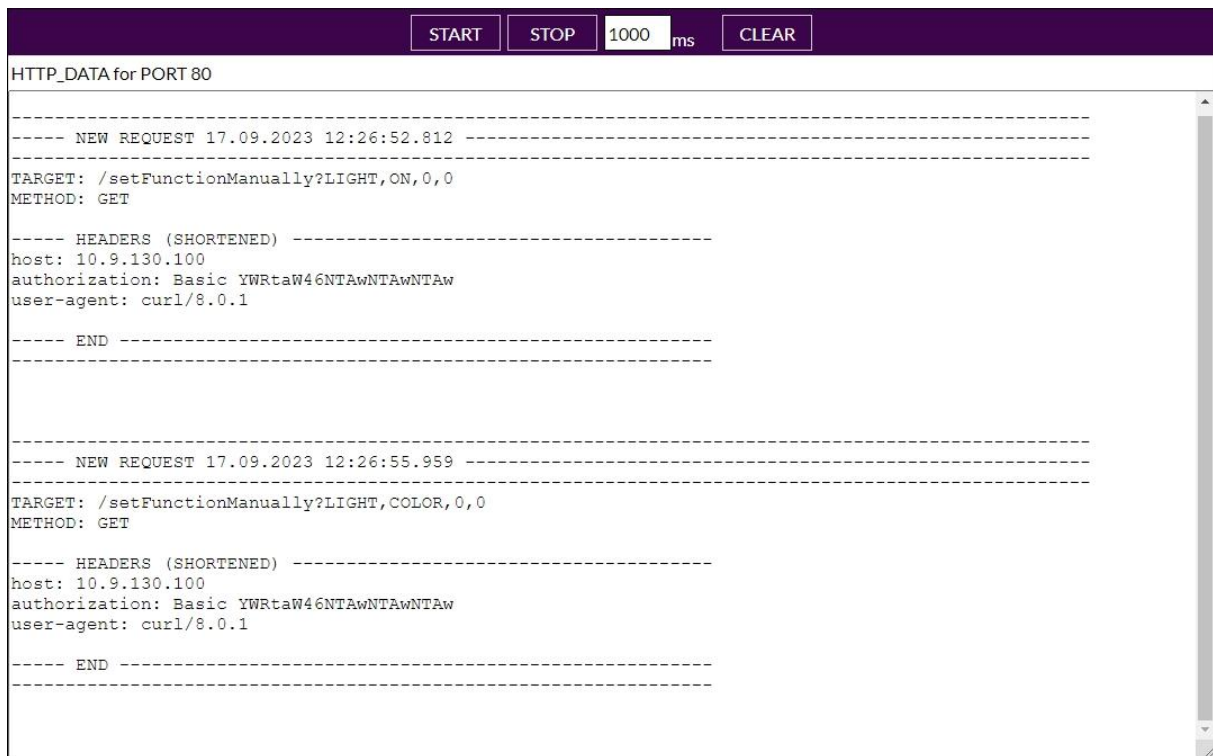 START STOP 1000 ms CLEAR
HTTP_DATA for PORT 80
----------------------------------------------------------------------------------------------------
----- NEW REQUEST 17.09.2023 12:26:52.812 ----------------------------------------------------------
----------------------------------------------------------------------------------------------------
TARGET: /setFunctionManually?LIGHT,ON,0,0
METHOD: GET
----- HEADERS (SHORTENED) ---------------------------------------
host: 10.9.130.100
authorization: Basic YWRtaW46NTAwNTAwNTAw
user-agent: curl/8.0.1
----- END -------------------------------------------------------
-----------------------------------------------------------------
----------------------------------------------------------------------------------------------------
----- NEW REQUEST 17.09.2023 12:26:55.959 ----------------------------------------------------------
----------------------------------------------------------------------------------------------------
TARGET: /setFunctionManually?LIGHT,COLOR,0,0
METHOD: GET
----- HEADERS (SHORTENED) ---------------------------------------
host: 10.9.130.100
authorization: Basic YWRtaW46NTAwNTAwNTAw
user-agent: curl/8.0.1
----- END -------------------------------------------------------
-----------------------------------------------------------------